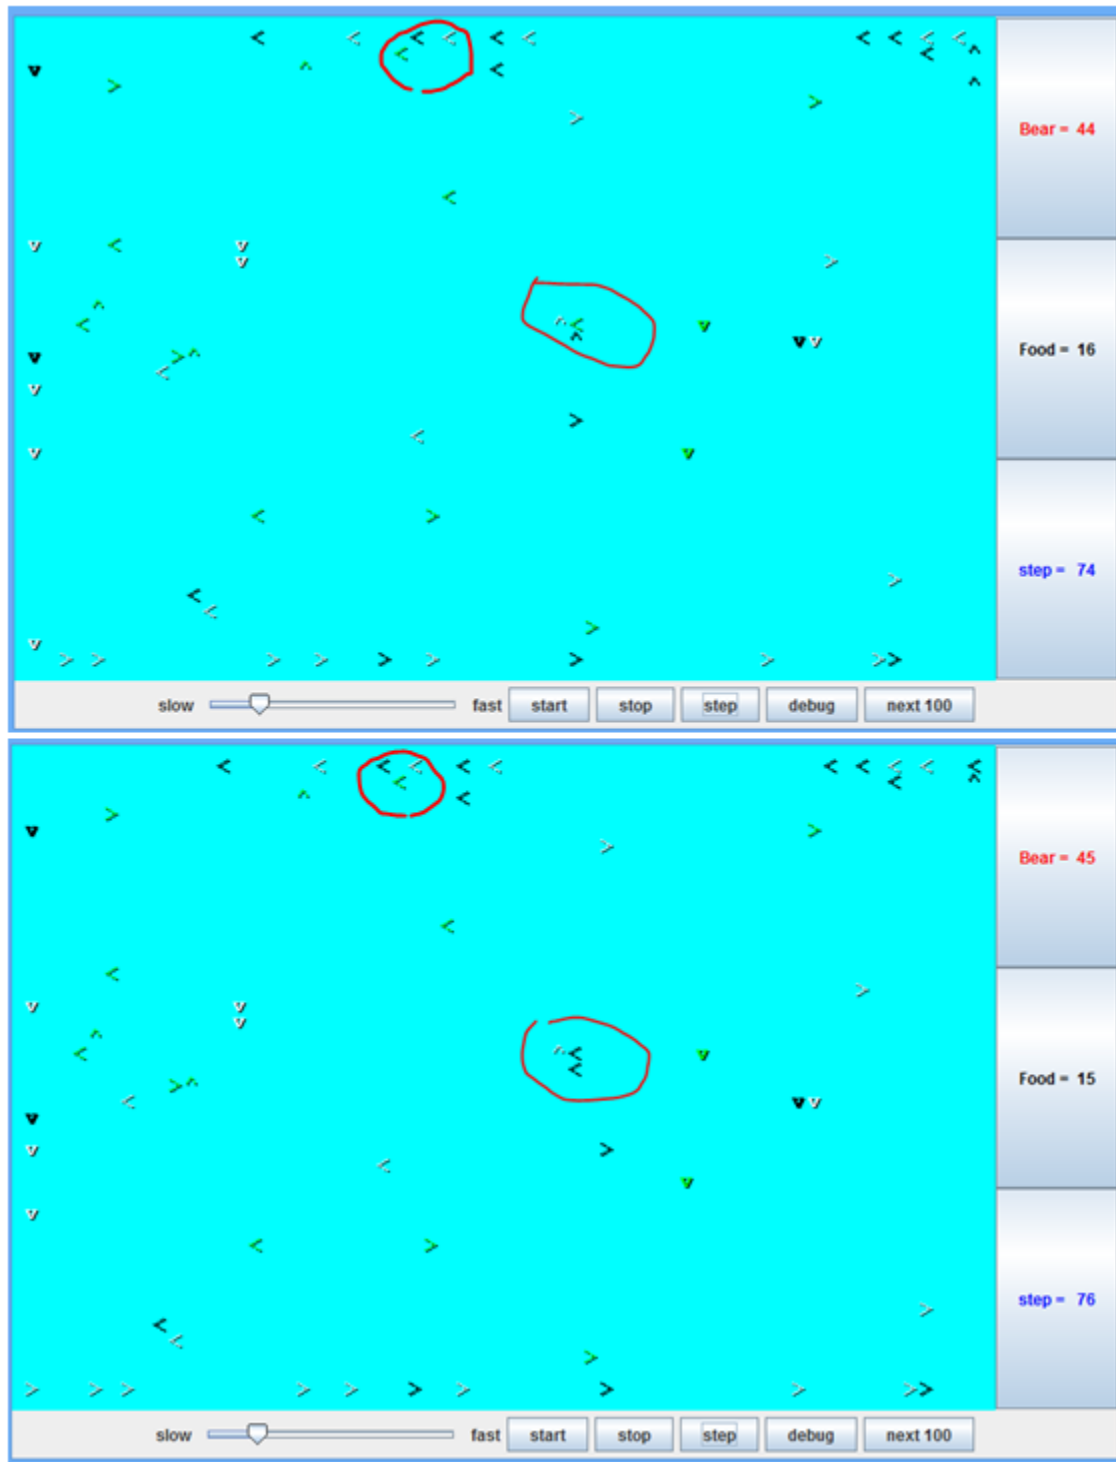 Bear = 44
Food = 16
step = 74
slow fast start stop step debug next 100
Bear = 45
Food = 15
step = 76
slow fast start stop step debug next 100